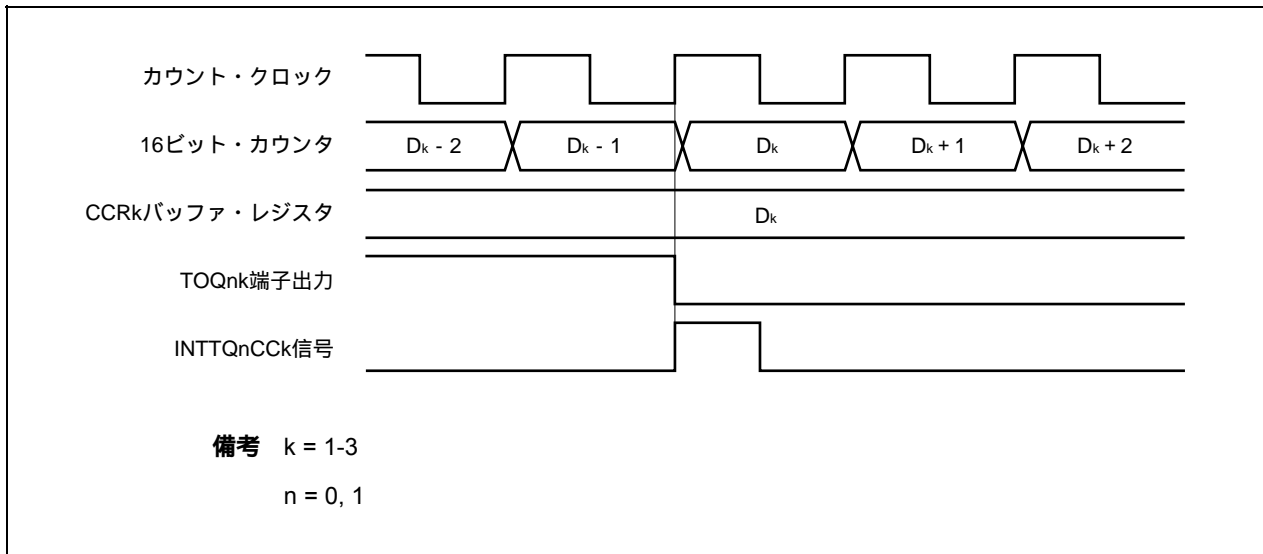 カウント・クロック
16ビット・カウンタ Dk - 2 Dk - 1 Dk Dk + 1 Dk + 2
CCRkバッファ・レジスタ Dk
TOQnk端子出力
INTTQnCCk信号
備考 k = 1-3
n = 0, 1